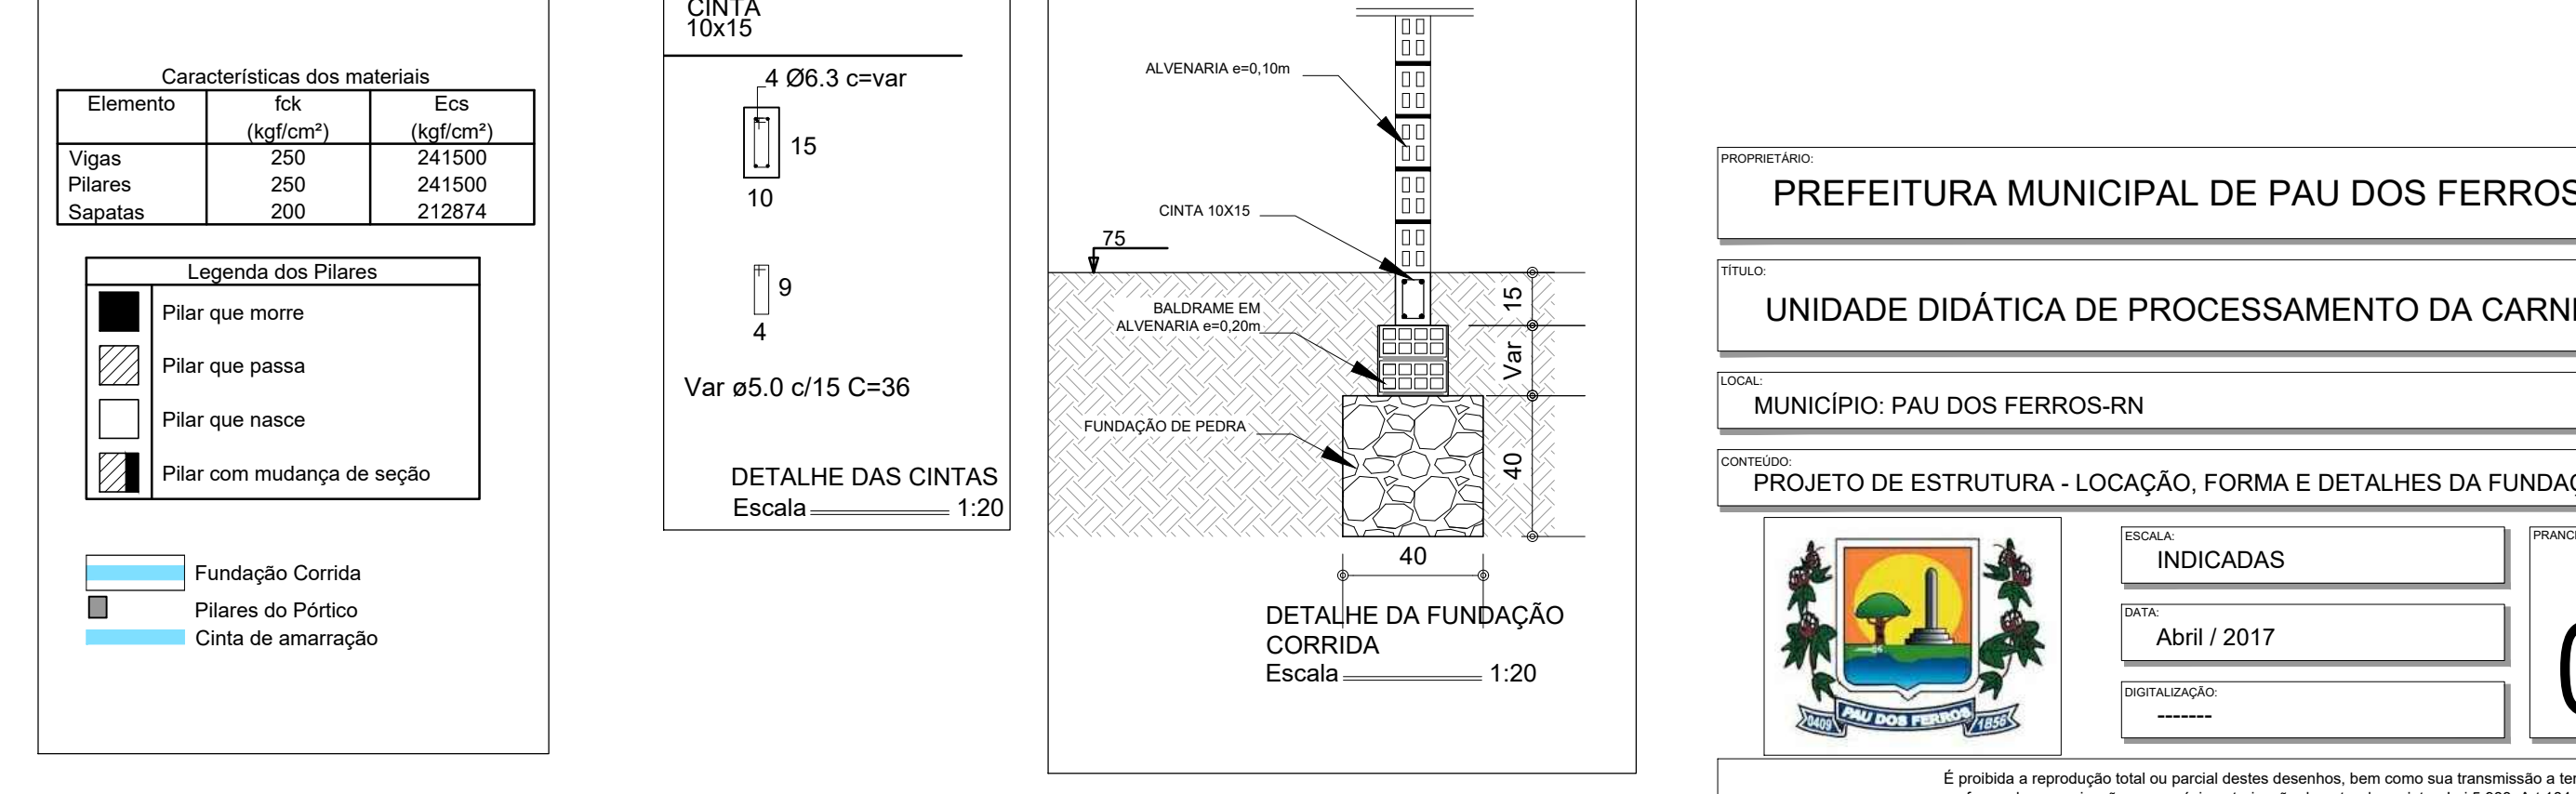 Características dos materiais
Elemento fck Ecs
(kgf/cm²) (kgf/cm²)
Vigas 250 241500
Pilares 250 241500
Sapatas 200 212874
Legenda dos Pilares
Pilar que morre
Pilar que passa
Pilar que nasce
Pilar com mudança de seção
Fundação Corrida
Pilares do Pórtico
Cinta de amarração
CINTA
10x15
4 Ø6.3 c=var
15
10
9
4
Var ø5.0 c/15 C=36
DETALHE DAS CINTAS
Escala 1:20
ALVENARIA e=0,10m
CINTA 10X15
75
BALDRAME EM
ALVENARIA e=0,20m
FUNDAÇÃO DE PEDRA
15
Var
40
40
DETALHE DA FUNDAÇÃO
CORRIDA
Escala 1:20
PROPRIETÁRIO:
PREFEITURA MUNICIPAL DE PAU DOS FERROS
TÍTULO:
UNIDADE DIDÁTICA DE PROCESSAMENTO DA CARN
LOCAL:
MUNICÍPIO: PAU DOS FERROS-RN
CONTEÚDO:
PROJETO DE ESTRUTURA - LOCAÇÃO, FORMA E DETALHES DA FUNDAÇ
0409 PAU DOS FERROS 1856
ESCALA:
INDICADAS
DATA:
Abril / 2017
DIGITALIZAÇÃO:
-------
PRANC
É proibida a reprodução total ou parcial destes desenhos, bem como sua transmissão a ter